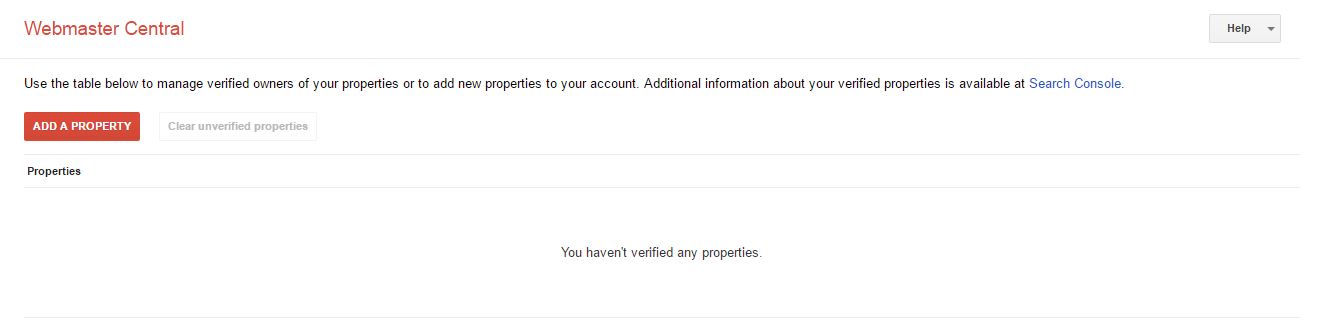 Webmaster Central
Help
Use the table below to manage verified owners of your properties or to add new properties to your account. Additional information about your verified properties is available at Search Console.
ADD A PROPERTY
Clear unverified properties
Properties
You haven't verified any properties.